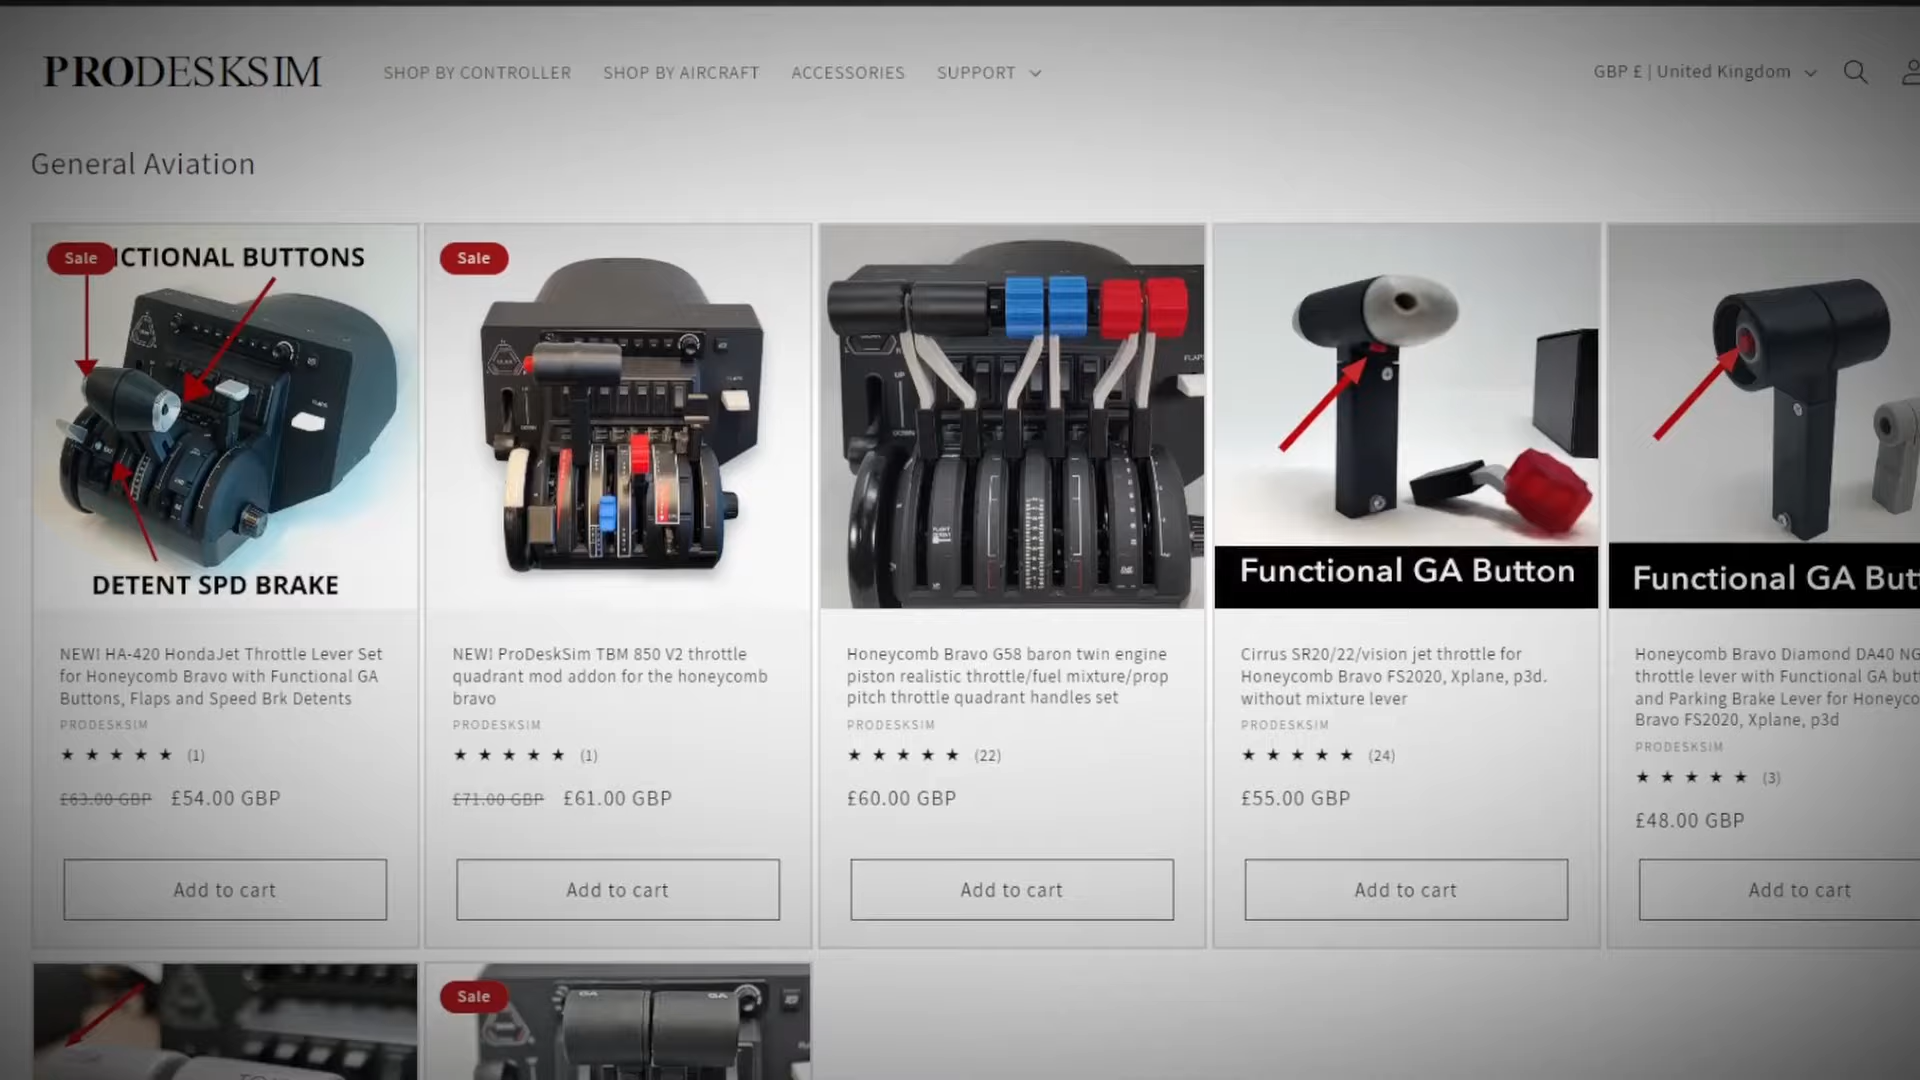 PRODESKSIM
SHOP BY CONTROLLER
SHOP BY AIRCRAFT
ACCESSORIES
SUPPORT
GBP £ | United Kingdom
General Aviation
Sale
CTIONAL BUTTONS
DETENT SPD BRAKE
NEW! HA-420 HondaJet Throttle Lever Set
for Honeycomb Bravo with Functional GA
Buttons, Flaps and Speed Brk Detents
PRODESKSIM
★ ★ ★ ★ ★ (1)
£63.00 GBP £54.00 GBP
Add to cart
Sale
NEW! ProDeskSim TBM 850 V2 throttle
quadrant mod addon for the honeycomb
bravo
PRODESKSIM
★ ★ ★ ★ ★ (1)
£71.00 GBP £61.00 GBP
Add to cart
UP
DOWN
FLAPS
Honeycomb Bravo G58 baron twin engine
piston realistic throttle/fuel mixture/prop
pitch throttle quadrant handles set
PRODESKSIM
★ ★ ★ ★ ★ (22)
£60.00 GBP
Add to cart
Functional GA Button
Cirrus SR20/22/vision jet throttle for
Honeycomb Bravo FS2020, Xplane, p3d.
without mixture lever
PRODESKSIM
★ ★ ★ ★ ★ (24)
£55.00 GBP
Add to cart
Functional GA But
Honeycomb Bravo Diamond DA40 NG
throttle lever with Functional GA but
and Parking Brake Lever for Honeyco
Bravo FS2020, Xplane, p3d
PRODESKSIM
★ ★ ★ ★ ★ (3)
£48.00 GBP
Add to cart
Sale
GA
GA